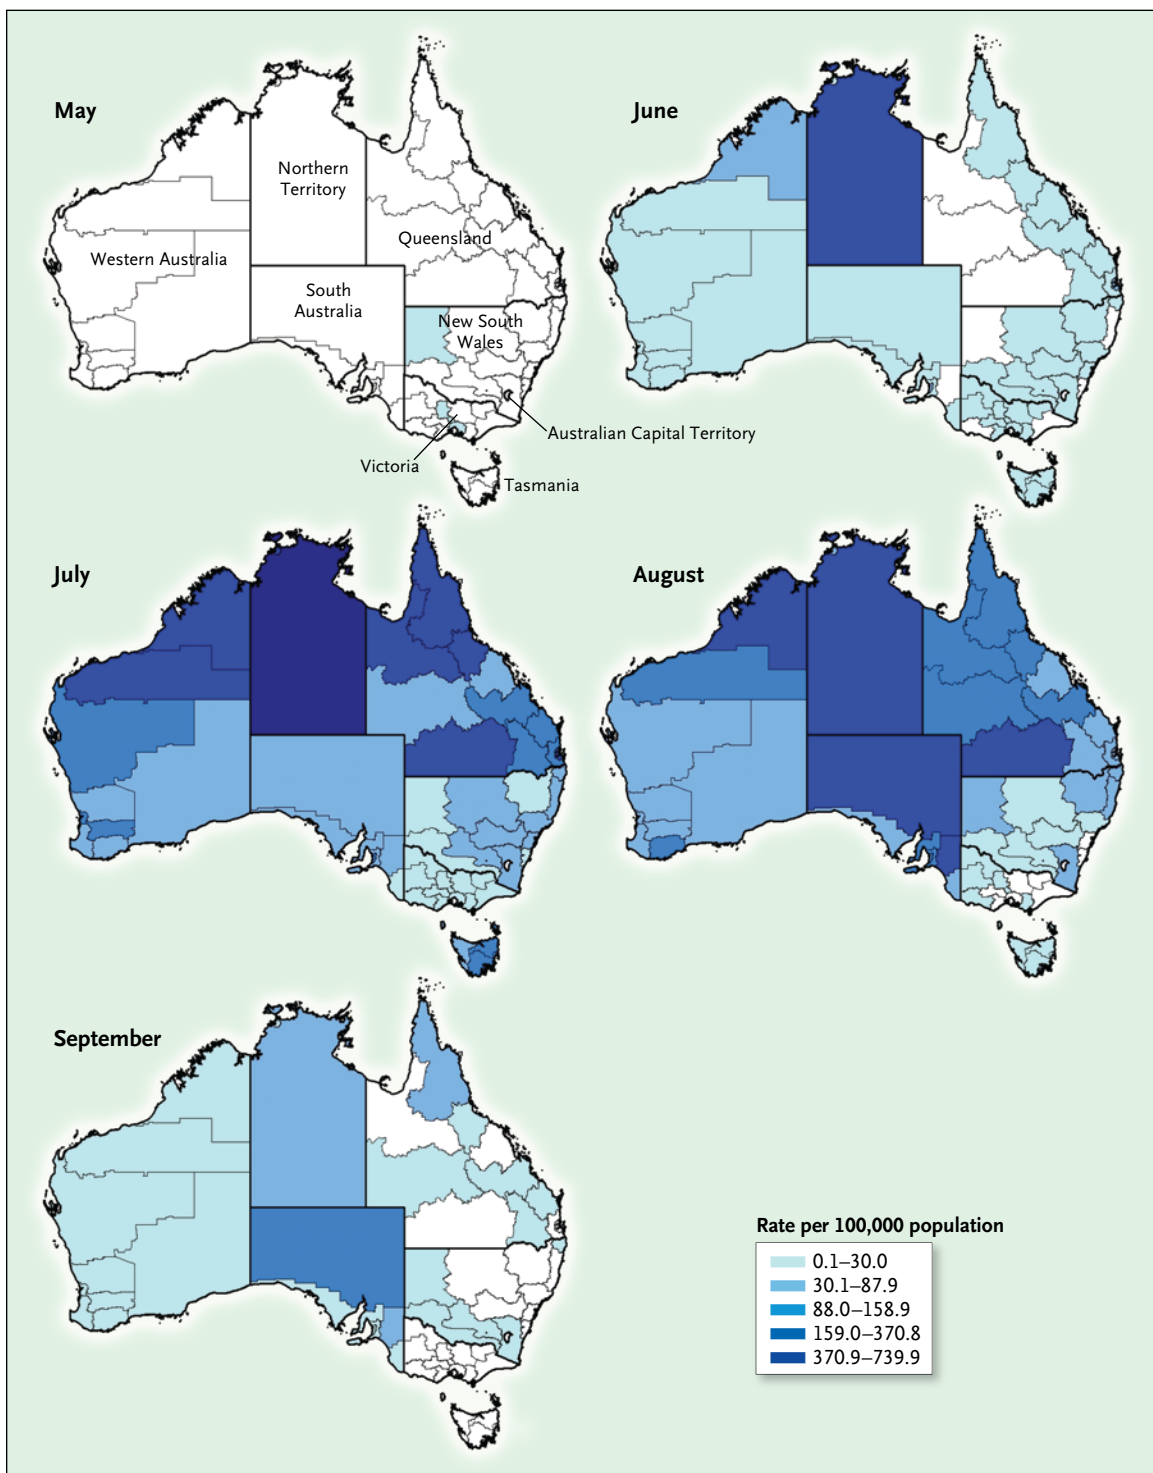 May
June
Northern
Territory
Queensland
Western Australia
South
Australia
New South
Wales
Australian Capital Territory
Victoria
Tasmania
July
August
September
Rate per 100,000 population
0.1–30.0
30.1–87.9
88.0–158.9
159.0–370.8
370.9–739.9